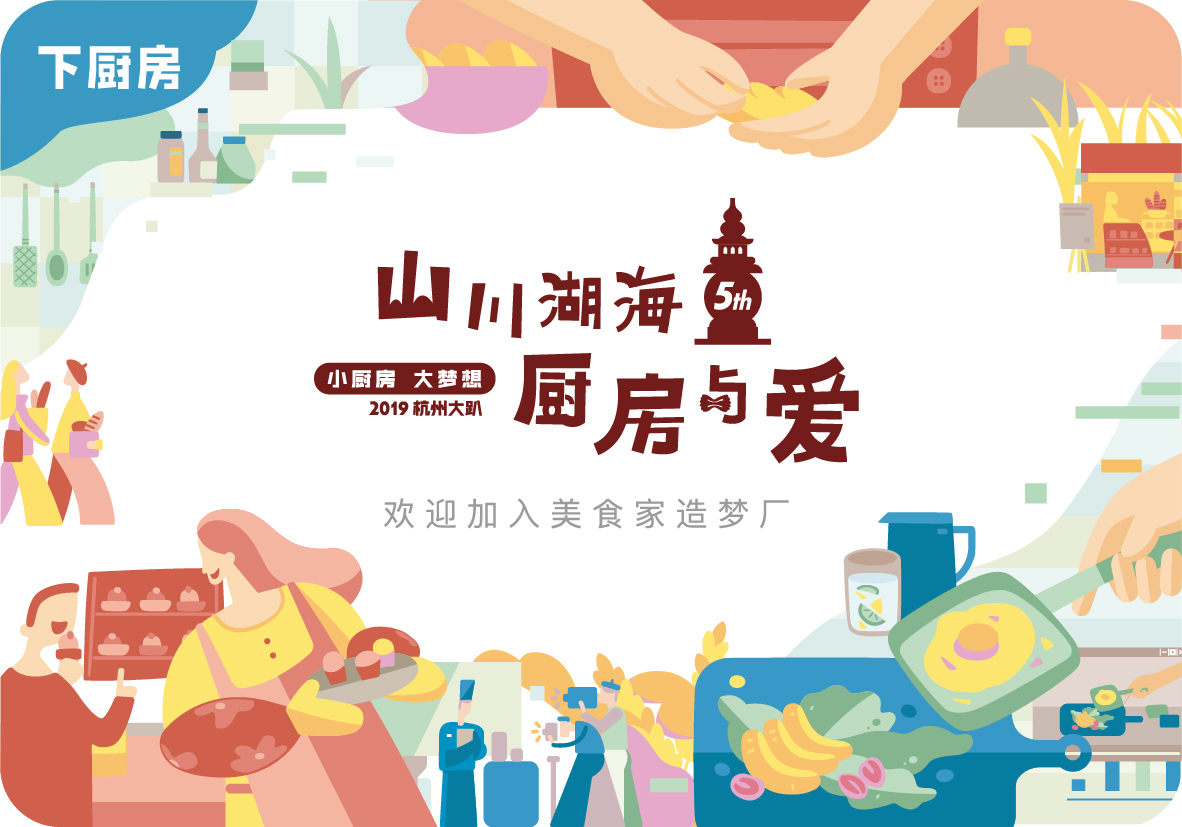 下厨房
山川湖海
5th
小厨房 大梦想
厨房与爱
2019 杭州大趴
欢迎加入美食家造梦厂